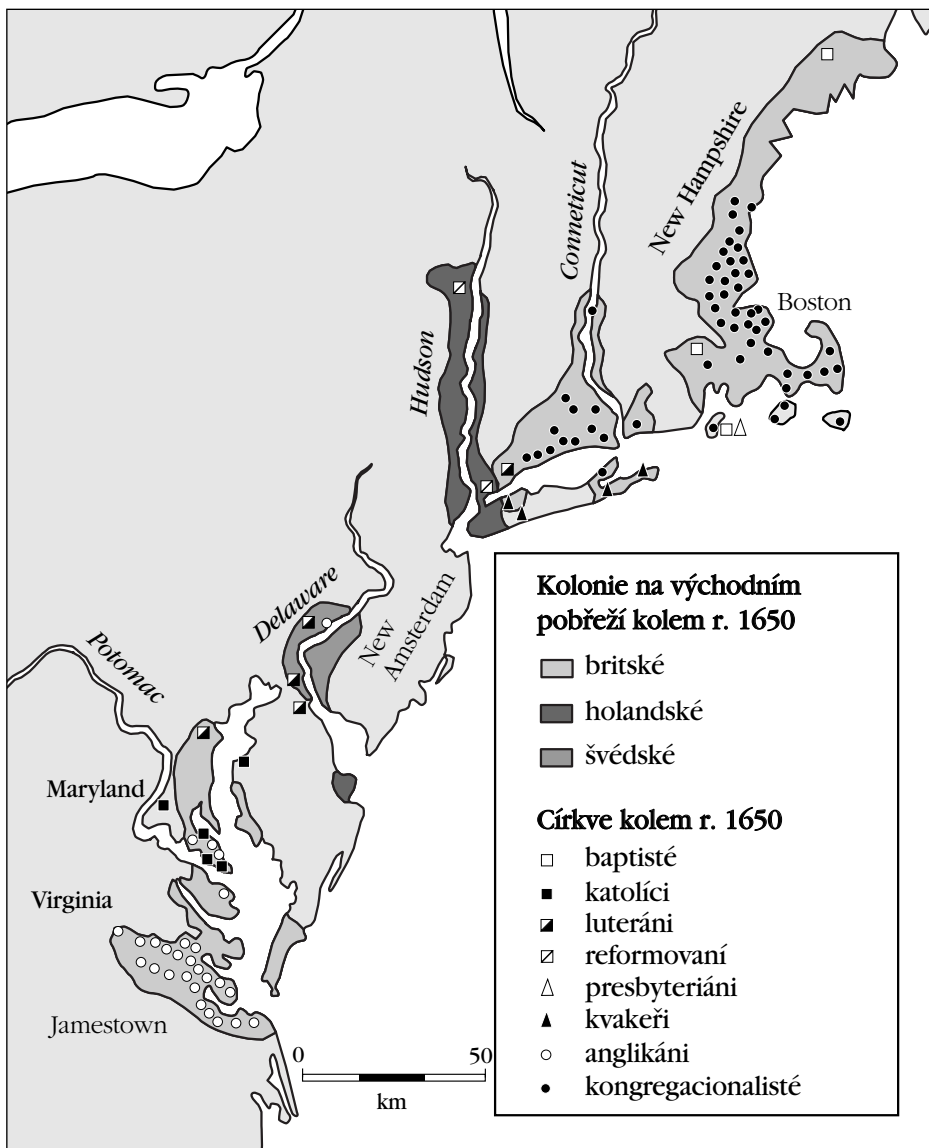 New Hampshire
Conneticut
Boston
Hudson
Delaware
New
Amsterdam
Potomac
Maryland
Virginia
Jamestown
0 50
km
Kolonie na východním
pobřeží kolem r. 1650
britské
holandské
švédské
Církve kolem r. 1650
baptisté
katolíci
luteráni
reformovaní
presbyteriáni
kvakeři
anglikáni
kongregacionalisté